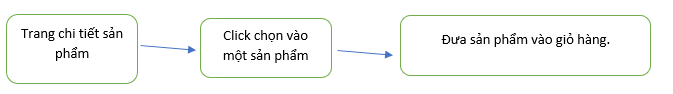 Trang chi tiết sản
phẩm
Click chọn vào
một sản phẩm
Đưa sản phẩm vào giỏ hàng.